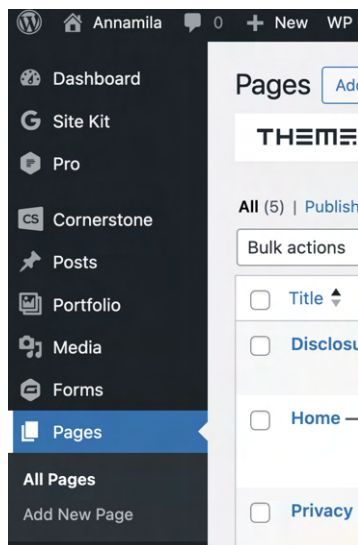 Annamila 0 New WP
Dashboard
Site Kit
Pro
CS Cornerstone
Posts
Portfolio
Media
Forms
Pages
All Pages
Add New Page
Pages
THEME
All (5) | Publish
Bulk actions
Title
Home —
Privacy